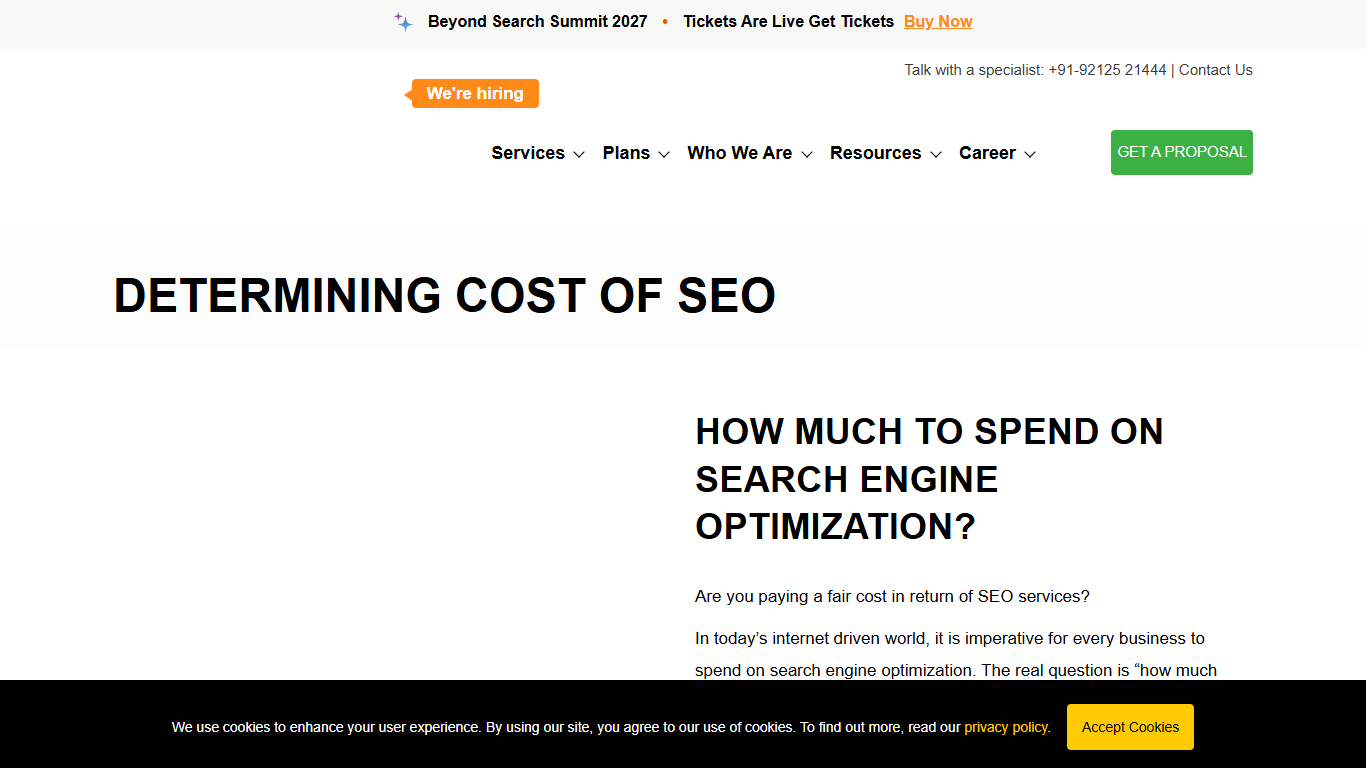 Beyond Search Summit 2027 • Tickets Are Live Get Tickets Buy Now
Talk with a specialist: +91-92125 21444 | Contact Us
We're hiring
Services Plans Who We Are Resources Career
GET A PROPOSAL
DETERMINING COST OF SEO
HOW MUCH TO SPEND ON
SEARCH ENGINE
OPTIMIZATION?
Are you paying a fair cost in return of SEO services?
In today’s internet driven world, it is imperative for every business to
spend on search engine optimization. The real question is “how much
We use cookies to enhance your user experience. By using our site, you agree to our use of cookies. To find out more, read our privacy policy.
Accept Cookies